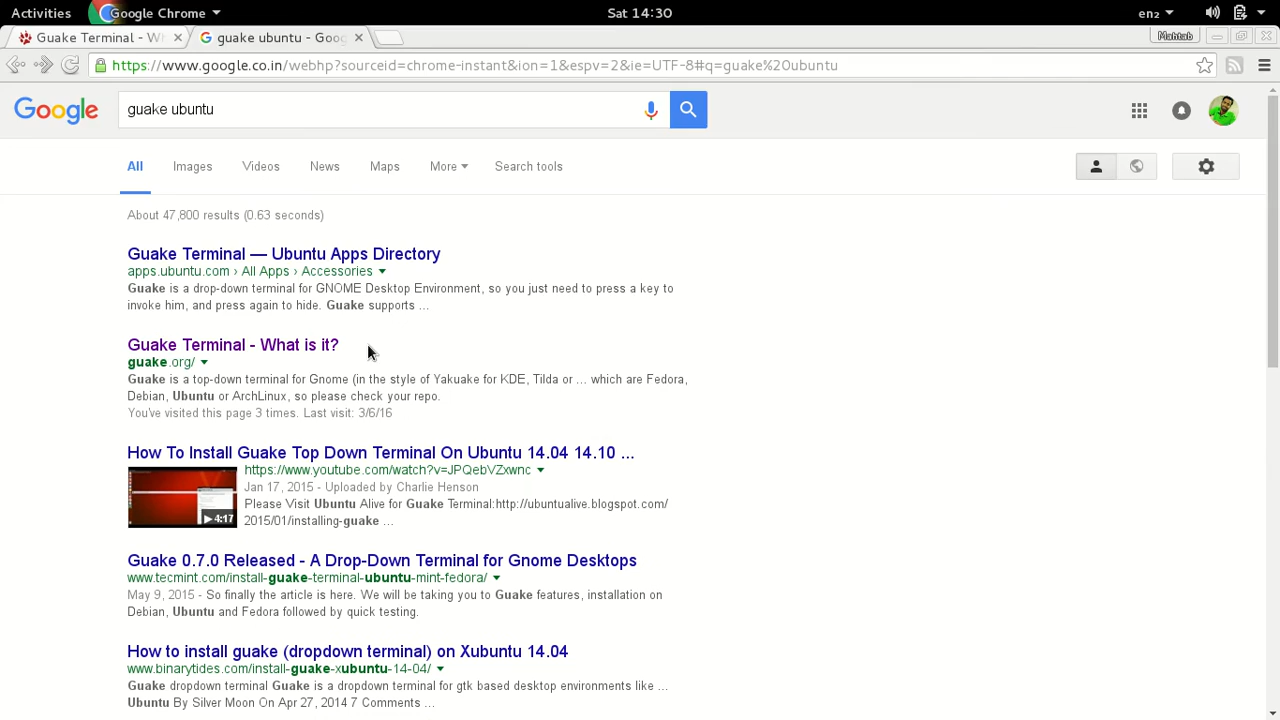 Activities Google Chrome Sat 14:30 en₂
Guake Terminal - Wh guake ubuntu - Goog Mahtab
https://www.google.co.in/webhp?sourceid=chrome-instant&ion=1&espv=2&ie=UTF-8#q=guake%20ubuntu
Google guake ubuntu
All Images Videos News Maps More Search tools
About 47,800 results (0.63 seconds)
Guake Terminal — Ubuntu Apps Directory
apps.ubuntu.com › All Apps › Accessories
Guake is a drop-down terminal for GNOME Desktop Environment, so you just need to press a key to
invoke him, and press again to hide. Guake supports ...
Guake Terminal - What is it?
guake.org/
Guake is a top-down terminal for Gnome (in the style of Yakuake for KDE, Tilda or ... which are Fedora,
Debian, Ubuntu or ArchLinux, so please check your repo.
You've visited this page 3 times. Last visit: 3/6/16
How To Install Guake Top Down Terminal On Ubuntu 14.04 14.10 ...
https://www.youtube.com/watch?v=JPQebVZxwnc
Jan 17, 2015 - Uploaded by Charlie Henson
Please Visit Ubuntu Alive for Guake Terminal:http://ubuntualive.blogspot.com/
2015/01/installing-guake ...
4:17
Guake 0.7.0 Released - A Drop-Down Terminal for Gnome Desktops
www.tecmint.com/install-guake-terminal-ubuntu-mint-fedora/
May 9, 2015 - So finally the article is here. We will be taking you to Guake features, installation on
Debian, Ubuntu and Fedora followed by quick testing.
How to install guake (dropdown terminal) on Xubuntu 14.04
www.binarytides.com/install-guake-xubuntu-14-04/
Guake dropdown terminal Guake is a dropdown terminal for gtk based desktop environments like ...
Ubuntu By Silver Moon On Apr 27, 2014 7 Comments ...